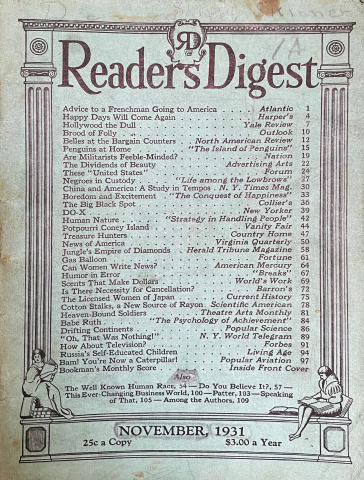 RD
Reader's Digest
Advice to a Frenchman Going to America . Atlantic 1
Happy Days Will Come Again . . Harper's 4
Hollywood the Dull . . . Yale Review 7
Brood of Folly . . . . Outlook 10
Belles at the Bargain Counters . North American Review 12
Penguins at Home . . "The Island of Penguins" 15
Are Militarists Feeble-Minded? . . . Nation 19
The Dividends of Beauty . . Advertising Arts 22
These "United States" . . . Forum 24
Negroes in Custody . . "Life among the Lowbrows" 27
China and America: A Study in Tempos . N. Y. Times Mag. 30
Boredom and Excitement . "The Conquest of Happiness" 33
The Big Black Spot . . . Collier's 36
DO-X . . . . New Yorker 39
Human Nature . . "Strategy in Handling People" 42
Potpourri Coney Island . . Vanity Fair 44
Treasure Hunters . . . Country Home 47
News of America . . Virginia Quarterly 50
Jungle's Empire of Diamonds . Herald Tribune Magazine 58
Gas Balloon . . . . Fortune 61
Can Women Write News? . . American Mercury 64
Humor in Error . . . "Breaks" 67
Scents That Make Dollars . . World's Work 69
Is There Necessity for Cancellation? . . Barron's 72
The Licensed Women of Japan . . Current History 75
Cotton Stalks, a New Source of Rayon . Scientific American 78
Heaven-Bound Soldiers . . Theatre Arts Monthly 81
Babe Ruth . . "The Psychology of Achievement" 84
Drifting Continents . . . Popular Science 86
"Oh, That Was Nothing!" . N. Y. World Telegram 89
How About Television? . . . Forbes 91
Russia's Self-Educated Children . . Living Age 94
Bam! You're Now a Caterpillar! . Popular Aviation 97
Bookman's Monthly Score . . Inside Front Cover
Also
The Well Known Human Race, 54 — Do You Believe It?, 57 —
This Ever-Changing Business World, 100 — Patter, 103 — Speaking
of That, 105 — Among the Authors, 109
NOVEMBER, 1931
25c a Copy $3.00 a Year